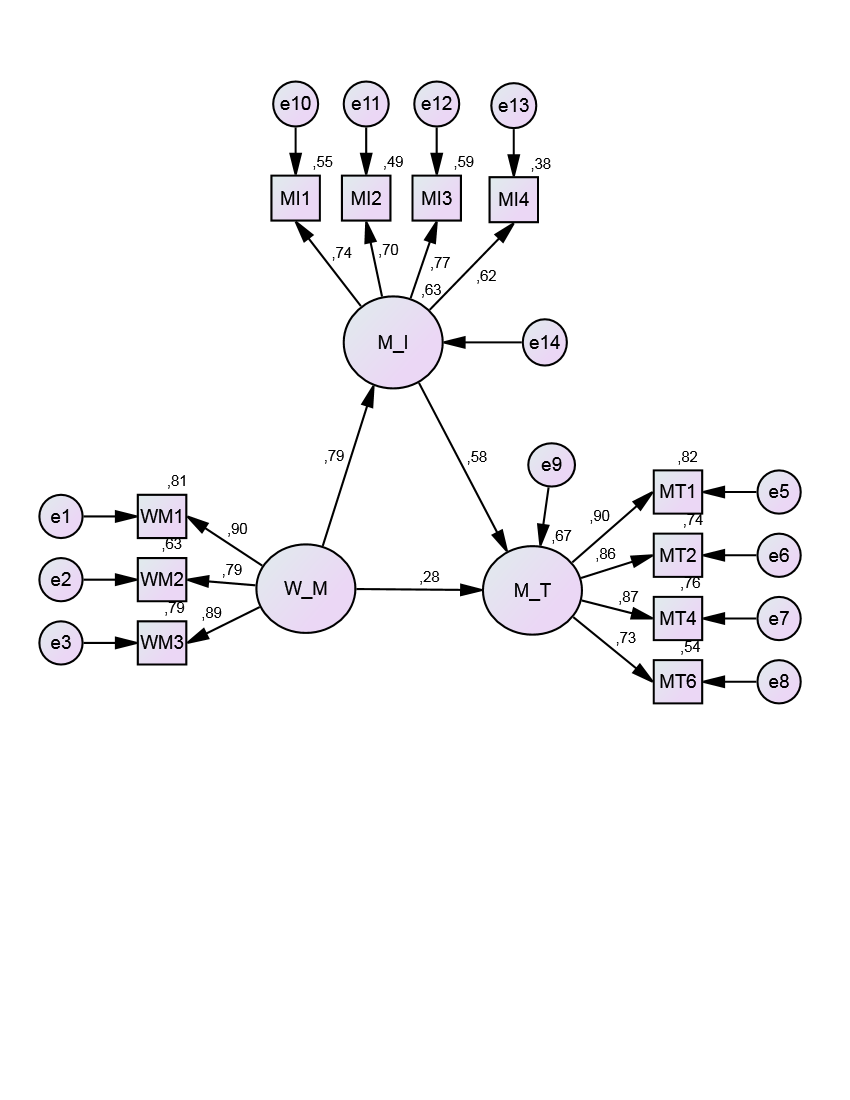 e10 e11 e12 e13
,55 ,49 ,59 ,38
MI1 MI2 MI3 MI4
,74 ,70 ,77 ,62
,63
M_I e14
,79 ,58
e9
,81 ,82
WM1 e1 MT1 e5
,90 ,67 ,90
,63 ,74
e2 WM2 ,79 ,86 MT2 e6
W_M ,28 M_T
,79 ,89 ,87 ,76
e3 WM3 MT4 e7
,73 ,54
MT6 e8